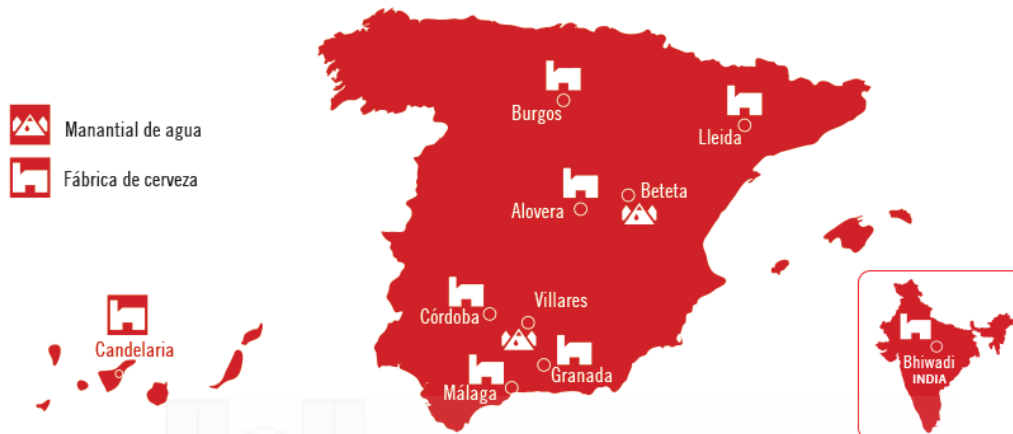 Manantial de agua
Fábrica de cerveza
Burgos
Lleida
Alovera
Beteta
Córdoba
Villares
Granada
Málaga
Candelaria
Bhiwadi
INDIA